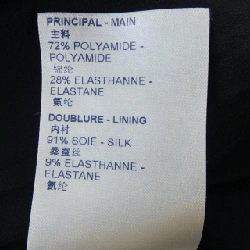 PRINCIPAL - MAIN
主料
72% POLYAMIDE -
POLYAMIDE
锦纶
28% ELASTHANNE -
ELASTANE
氨纶
DOUBLURE - LINING
内衬
91% SOIE - SILK
桑蚕丝
9% ELASTHANNE -
ELASTANE
氨纶